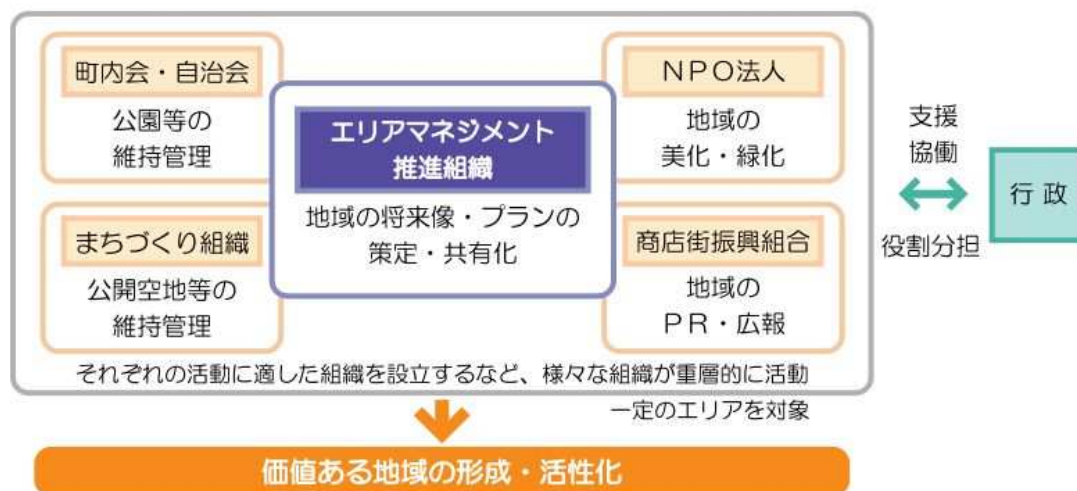 町内会・自治会
公園等の
維持管理
NPO法人
地域の
美化・緑化
エリアマネジメント
推進組織
地域の将来像・プランの
策定・共有化
まちづくり組織
公開空地等の
維持管理
商店街振興組合
地域の
PR・広報
それぞれの活動に適した組織を設立するなど、様々な組織が重層的に活動
一定のエリアを対象
支援
協働
役割分担
行政
価値ある地域の形成・活性化